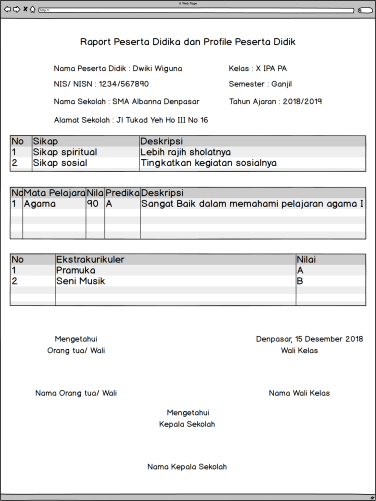 A Web Page
http://
Raport Peserta Didika dan Profile Peserta Didik
Nama Peserta Didik : Dwiki Wiguna
Kelas : X IPA PA
NIS/ NISN : 1234/567890
Semester : Ganjil
Nama Sekolah : SMA Albanna Denpasar
Tahun Ajaran : 2018/2019
Alamat Sekolah : Jl Tukad Yeh Ho III No 16
No Sikap Deskripsi
1 Sikap spiritual Lebih rajih sholatnya
2 Sikap sosial Tingkatkan kegiatan sosialnya
No Mata Pelajara Nila Predika Deskripsi
1 Agama 90 A Sangat Baik dalam memahami pelajaran agama I
No Ekstrakurikuler Nilai
1 Pramuka A
2 Seni Musik B
Mengetahui
Orang tua/ Wali
Denpasar, 15 Desember 2018
Wali Kelas
Nama Orang tua/ Wali
Nama Wali Kelas
Mengetahui
Kepala Sekolah
Nama Kepala Sekolah